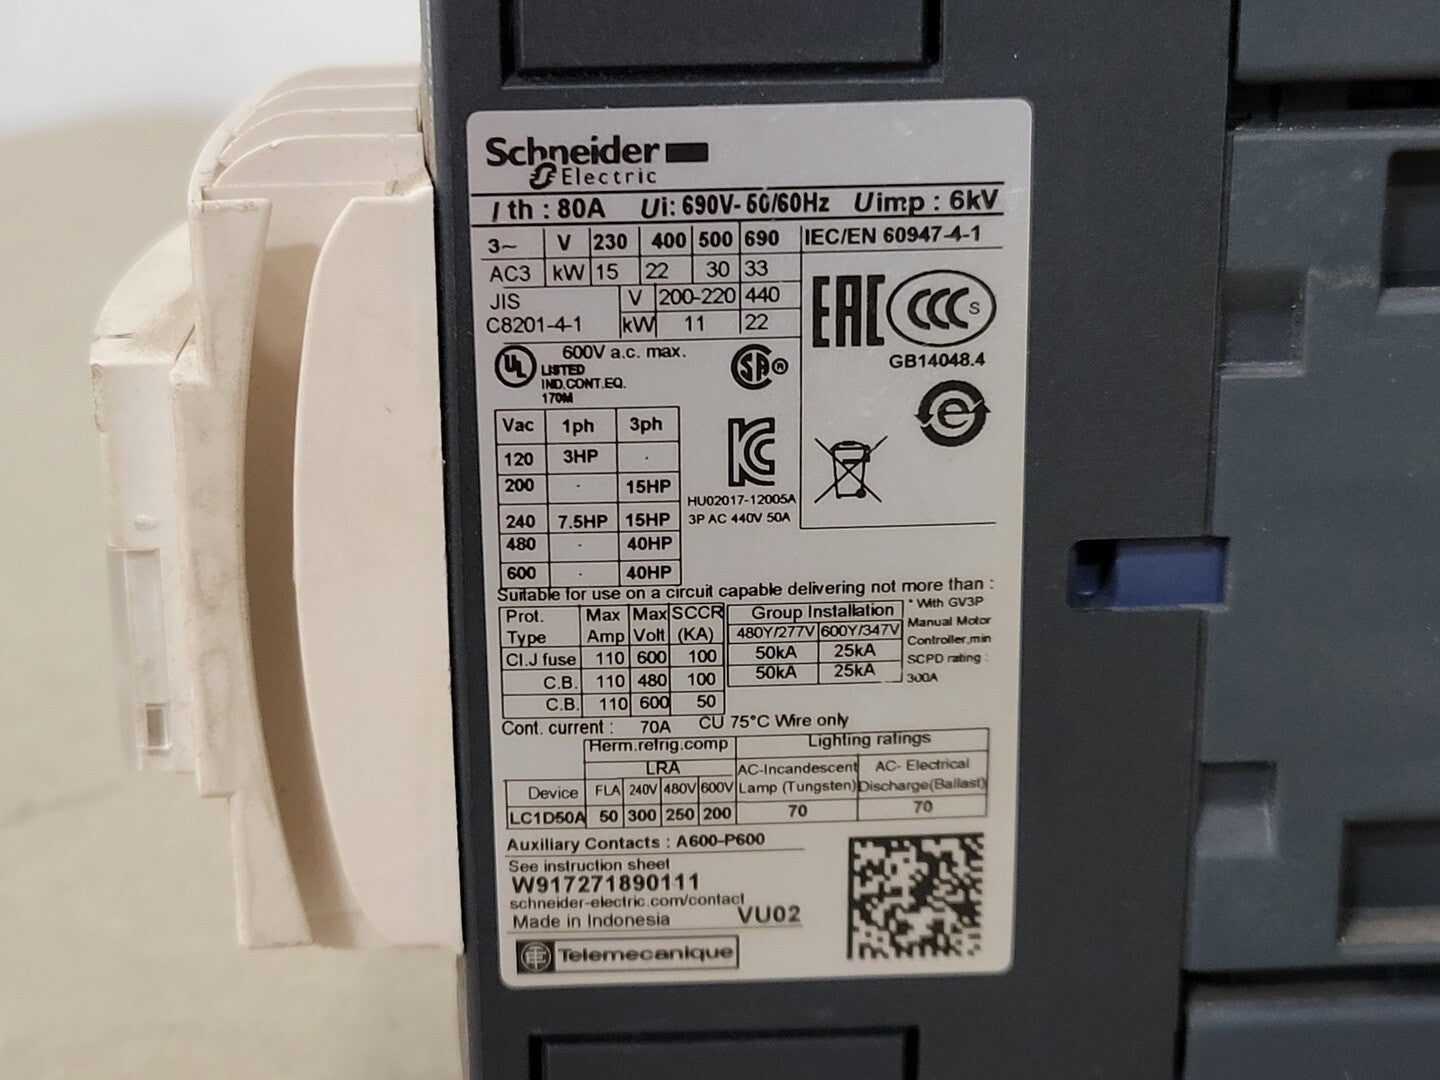 Schneider
Electric
Ith : 80A Ui: 690V- 50/60Hz Uimp : 6kV
3~ V 230 400 500 690 IEC/EN 60947-4-1
AC3 kW 15 22 30 33
JIS V 200-220 440
C8201-4-1 kW 11 22
EAC CCC S
GB14048.4
UL 600V a.c. max. SA ®
LISTED
IND.CONT.EQ.
170M
e
Vac 1ph 3ph
120 3HP .
200 . 15HP
240 7.5HP 15HP
480 . 40HP
600 . 40HP
KC
HU02017-12005A
3P AC 440V 50A
Suitable for use on a circuit capable delivering not more than :
Prot. Max Max SCCR
Type Amp Volt (KA)
Cl.J fuse 110 600 100
C.B. 110 480 100
C.B. 110 600 50
Group Installation
480Y/277V 600Y/347V
50kA 25kA
50kA 25kA
* With GV3P
Manual Motor
Controller,min
SCPD rating :
300A
Cont. current : 70A CU 75°C Wire only
Herm.refrig.comp Lighting ratings
LRA AC-Incandescent AC- Electrical
Device FLA 240V 480V 600V Lamp (Tungsten) Discharge(Ballast)
LC1D50A 50 300 250 200 70 70
Auxiliary Contacts : A600-P600
See instruction sheet
W917271890111
schneider-electric.com/contact
Made in Indonesia VU02
Telemecanique